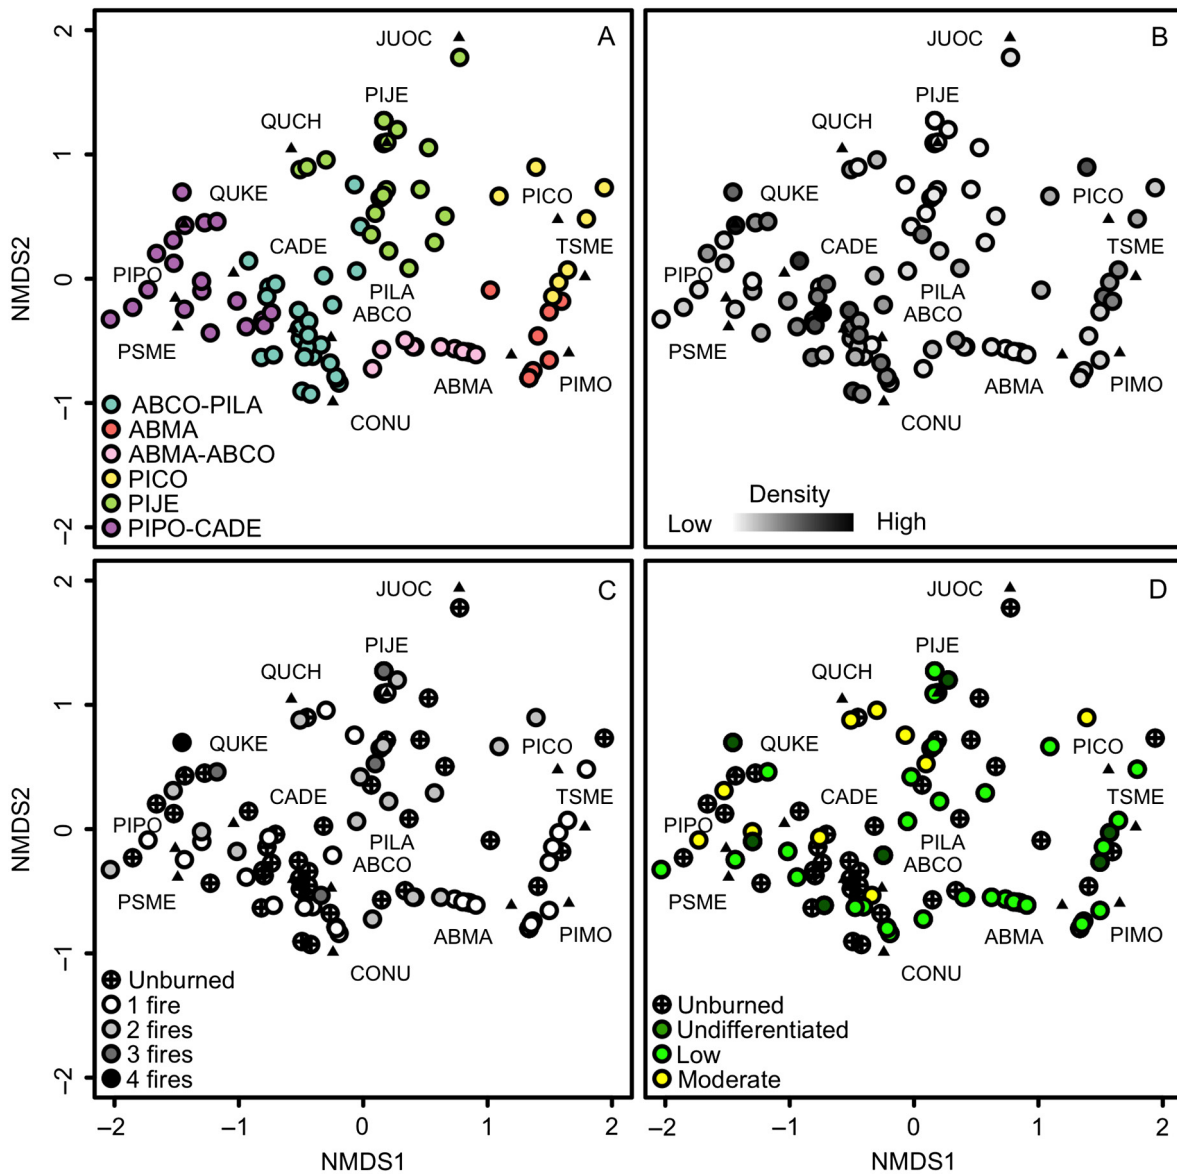 A
JUOC
PIJE
QUCH
QUKE
PICO
CADE
TSME
PIPO
PILA
ABCO
PSME
ABMA
PIMO
CONU
ABCO-PILA
ABMA
ABMA-ABCO
PICO
PIJE
PIPO-CADE
NMDS2
2
1
0
−1
−2
B
JUOC
PIJE
QUCH
QUKE
PICO
CADE
TSME
PIPO
PILA
ABCO
PSME
ABMA
PIMO
CONU
Density
Low High
C
JUOC
PIJE
QUCH
QUKE
PICO
CADE
TSME
PIPO
PILA
ABCO
PSME
ABMA
PIMO
CONU
Unburned
1 fire
2 fires
3 fires
4 fires
NMDS2
2
1
0
−1
−2
−2 −1 0 1 2
NMDS1
D
JUOC
PIJE
QUCH
QUKE
PICO
CADE
TSME
PIPO
PILA
ABCO
PSME
ABMA
PIMO
CONU
Unburned
Undifferentiated
Low
Moderate
−2 −1 0 1 2
NMDS1